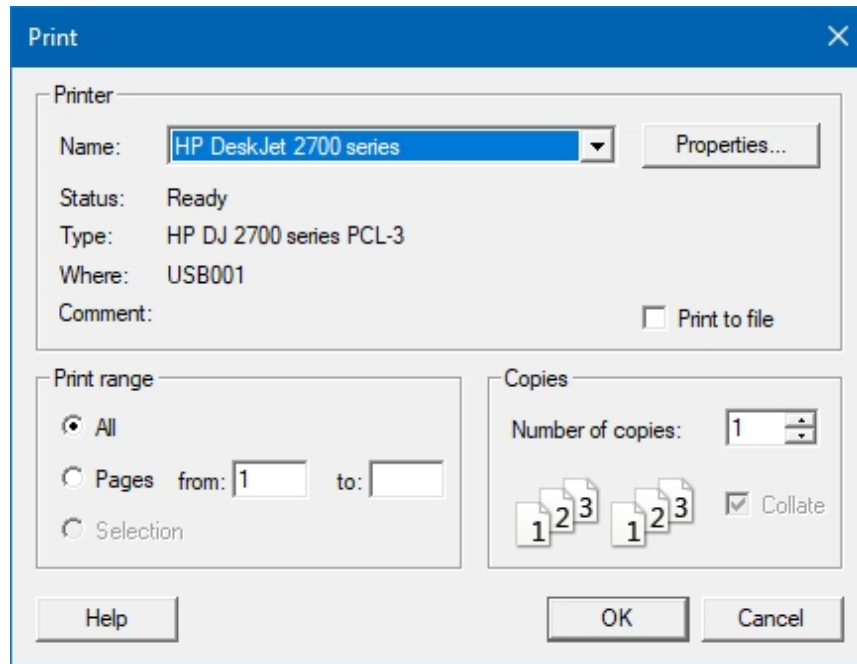 Print
Printer
Name: HP DeskJet 2700 series Properties...
Status: Ready
Type: HP DJ 2700 series PCL-3
Where: USB001
Comment: Print to file
Print range
All
Pages from: 1 to:
Selection
Copies
Number of copies: 1
1 2 3 1 2 3 Collate
Help OK Cancel